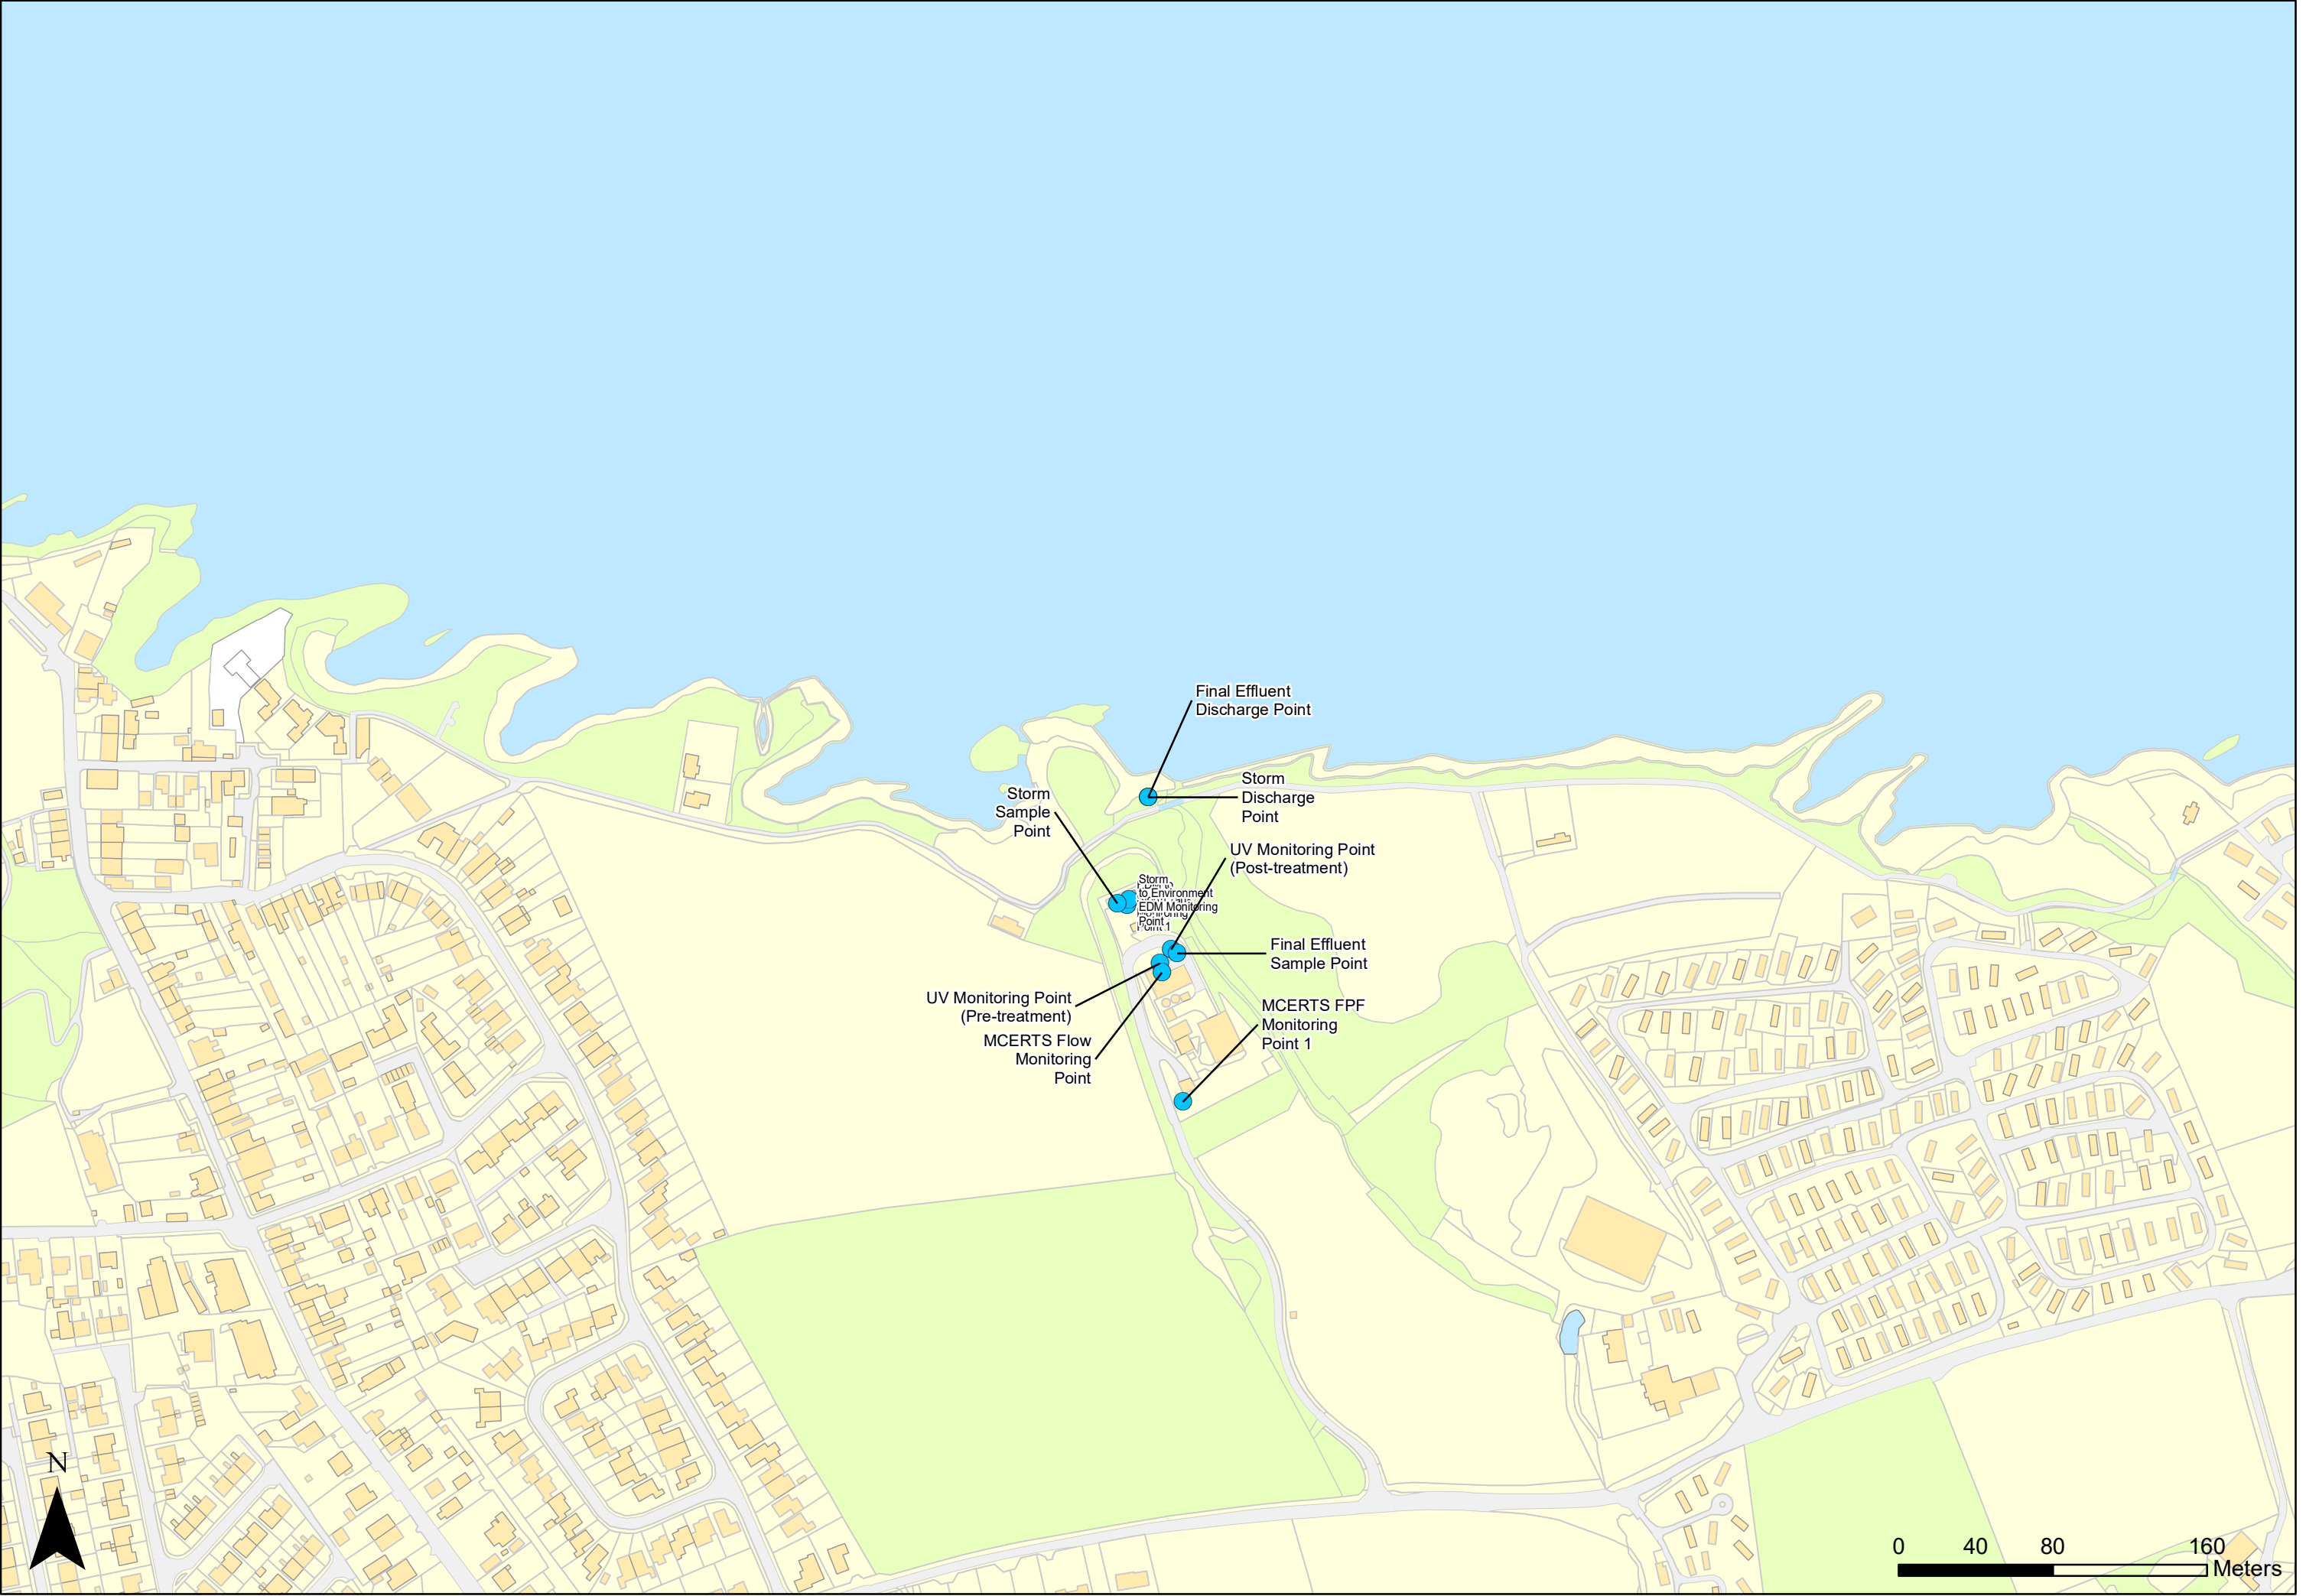 Final Effluent
Discharge Point
Storm
Discharge
Point
Storm
Sample
Point
UV Monitoring Point
(Post-treatment)
Storm
to Environment
EDM Monitoring
Point
Point 1
Final Effluent
Sample Point
UV Monitoring Point
(Pre-treatment)
MCERTS FPF
Monitoring
Point 1
MCERTS Flow
Monitoring
Point
N
0 40 80 160
Meters